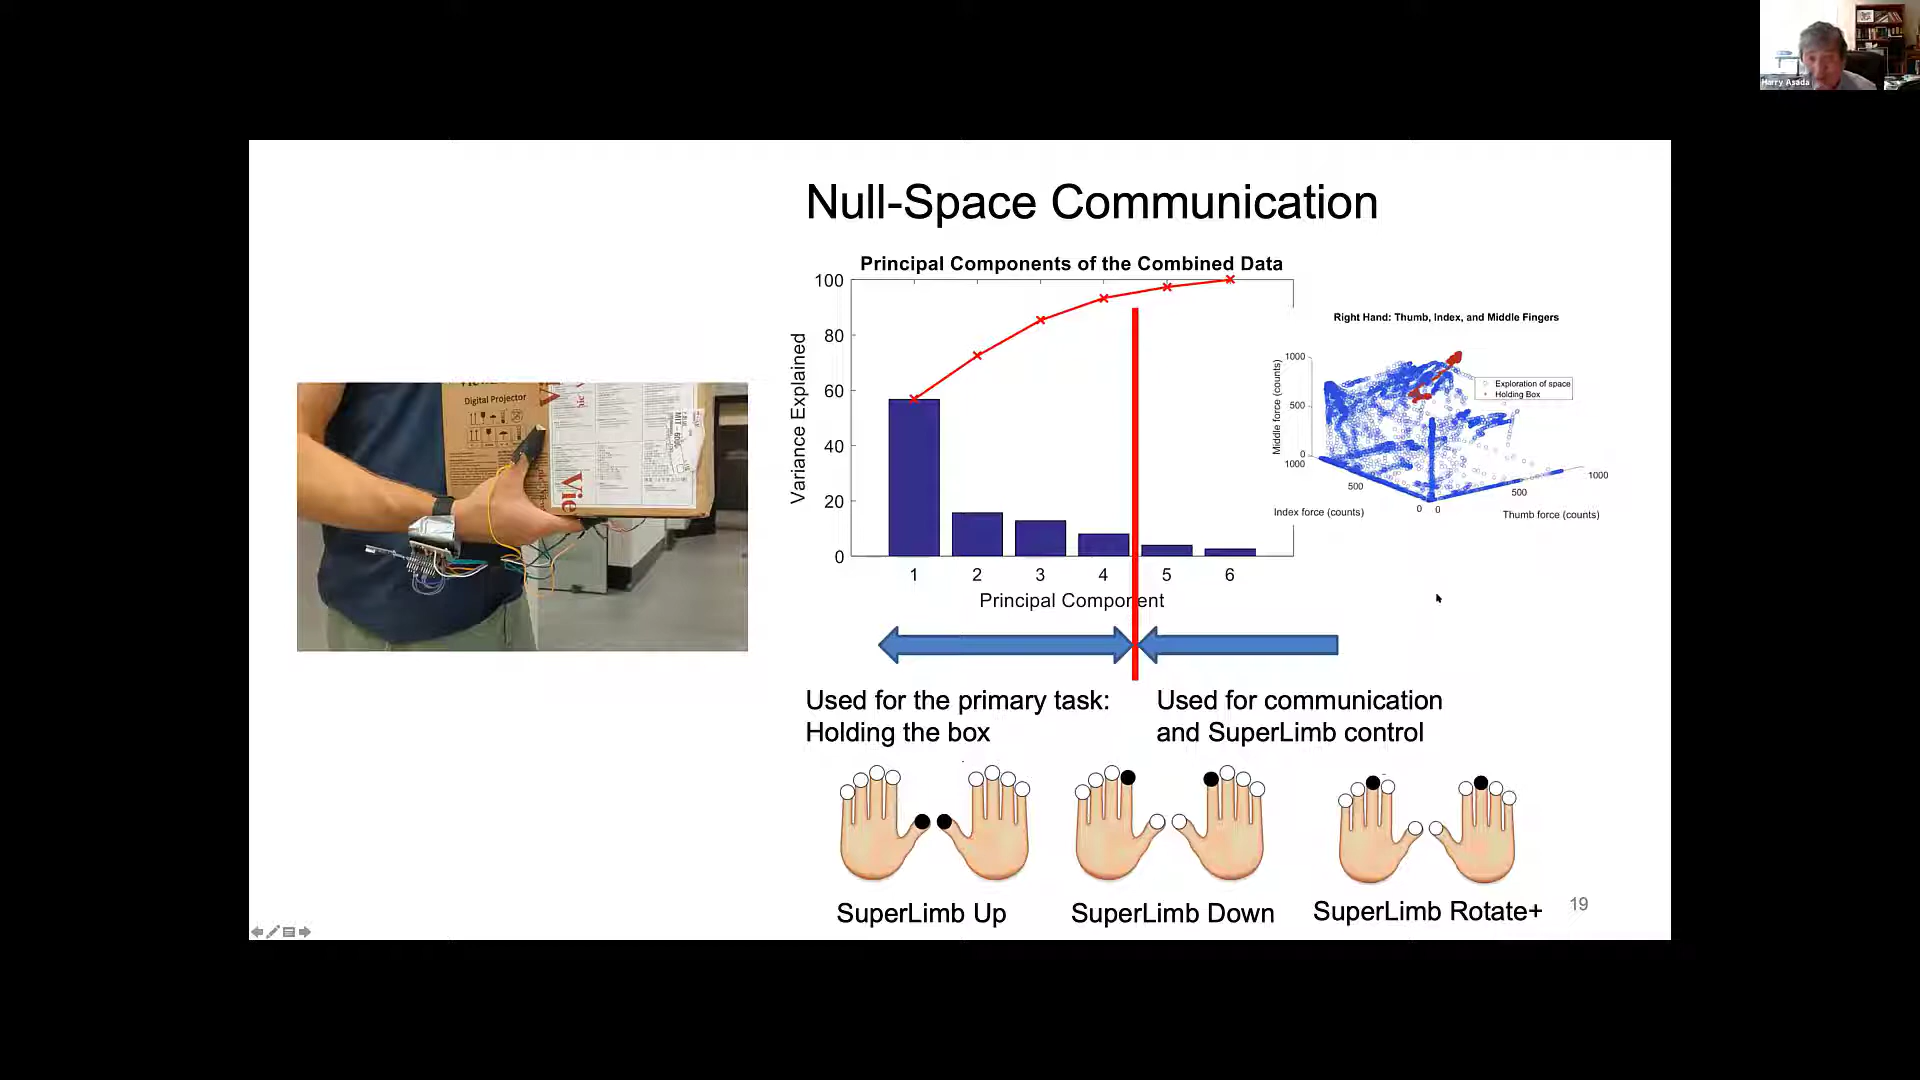 Harry Asada
Null-Space Communication
Principal Components of the Combined Data
Variance Explained
100
80
60
40
20
0
1 2 3 4 5 6
Principal Component
Right Hand: Thumb, Index, and Middle Fingers
Middle force (counts)
1000
500
0
1000
500
0
0
500
1000
Index force (counts)
Thumb force (counts)
Exploration of space
Holding Box
Digital Projector
MIT - 6006
Vie
Used for the primary task:
Holding the box
Used for communication
and SuperLimb control
SuperLimb Up
SuperLimb Down
SuperLimb Rotate+
19